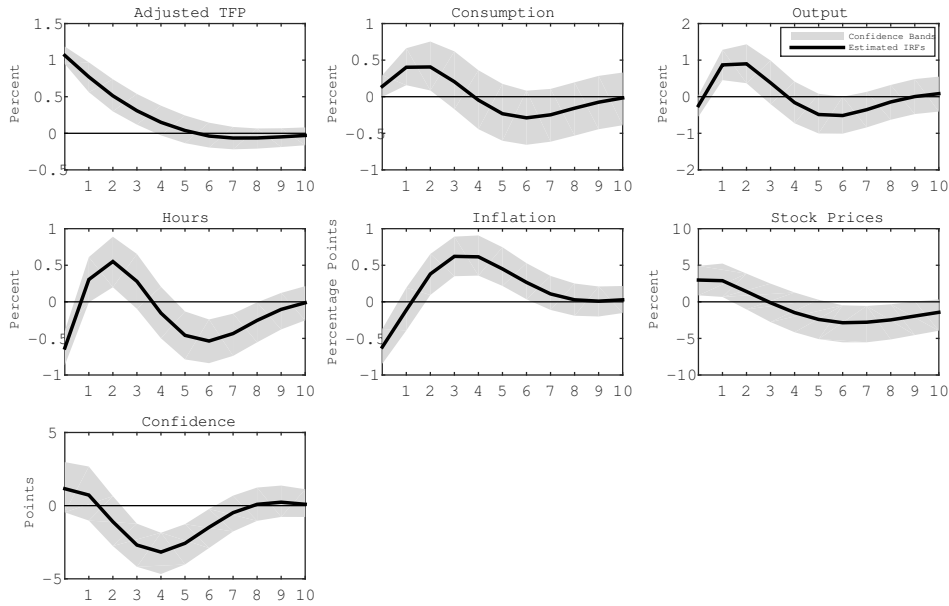 Adjusted TFP
Percent
1.5
1
0.5
0
−0.5
1 2 3 4 5 6 7 8 9 10
Consumption
Percent
1
0.5
0
−0.5
−1
1 2 3 4 5 6 7 8 9 10
Output
Confidence Bands
Estimated IRFs
Percent
2
1
0
−1
−2
1 2 3 4 5 6 7 8 9 10
Hours
Percent
1
0.5
0
−0.5
−1
1 2 3 4 5 6 7 8 9 10
Inflation
Percentage Points
1
0.5
0
−0.5
−1
1 2 3 4 5 6 7 8 9 10
Stock Prices
Percent
10
5
0
−5
−10
1 2 3 4 5 6 7 8 9 10
Confidence
Points
5
0
−5
1 2 3 4 5 6 7 8 9 10